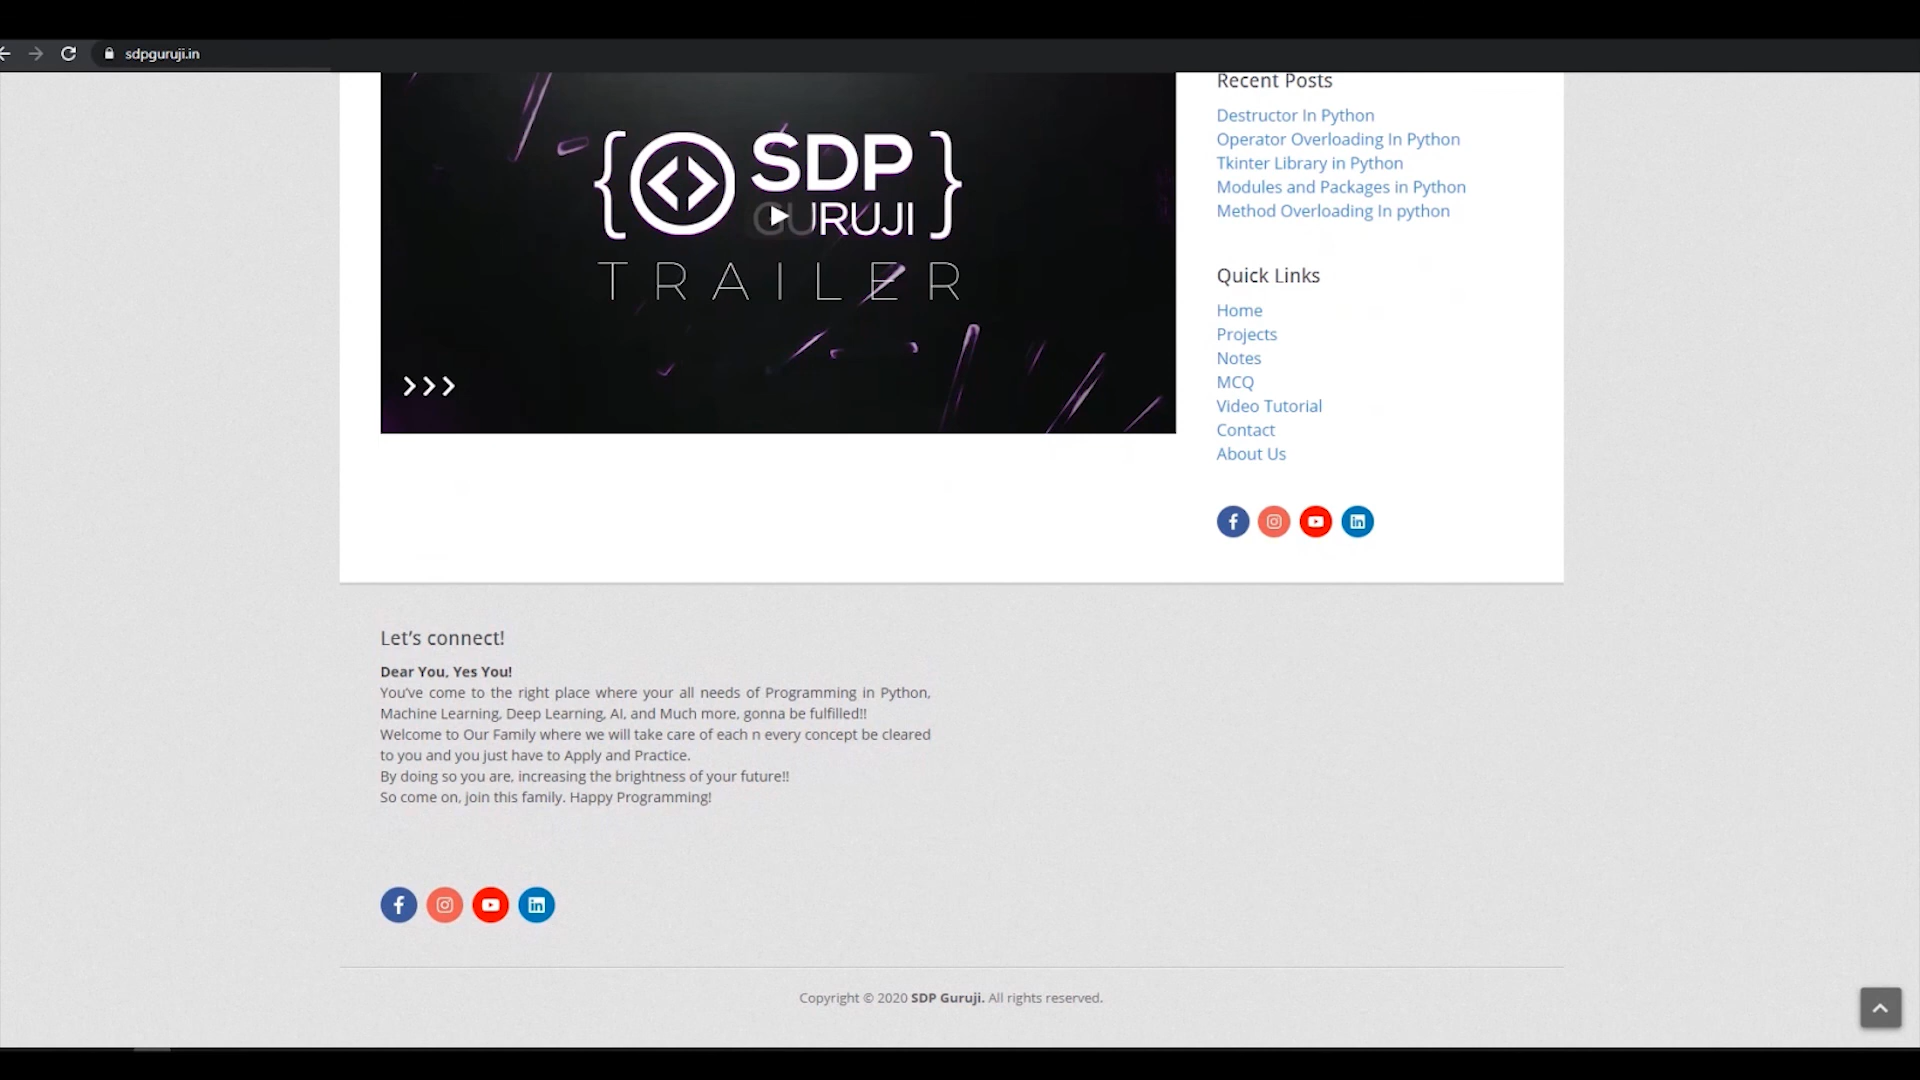 sdpguruji.in
{ SDP }
GURUJI
TRAILER
Recent Posts
Destructor In Python
Operator Overloading In Python
Tkinter Library in Python
Modules and Packages in Python
Method Overloading In python
Quick Links
Home
Projects
Notes
MCQ
Video Tutorial
Contact
About Us
Let’s connect!
Dear You, Yes You!
You’ve come to the right place where your all needs of Programming in Python,
Machine Learning, Deep Learning, AI, and Much more, gonna be fulfilled!!
Welcome to Our Family where we will take care of each n every concept be cleared
to you and you just have to Apply and Practice.
By doing so you are, increasing the brightness of your future!!
So come on, join this family. Happy Programming!
Copyright © 2020 SDP Guruji. All rights reserved.